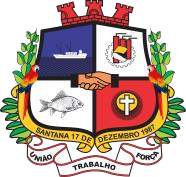 SANTANA 17 DE DEZEMBRO 1987
UNIÃO TRABALHO FORÇA